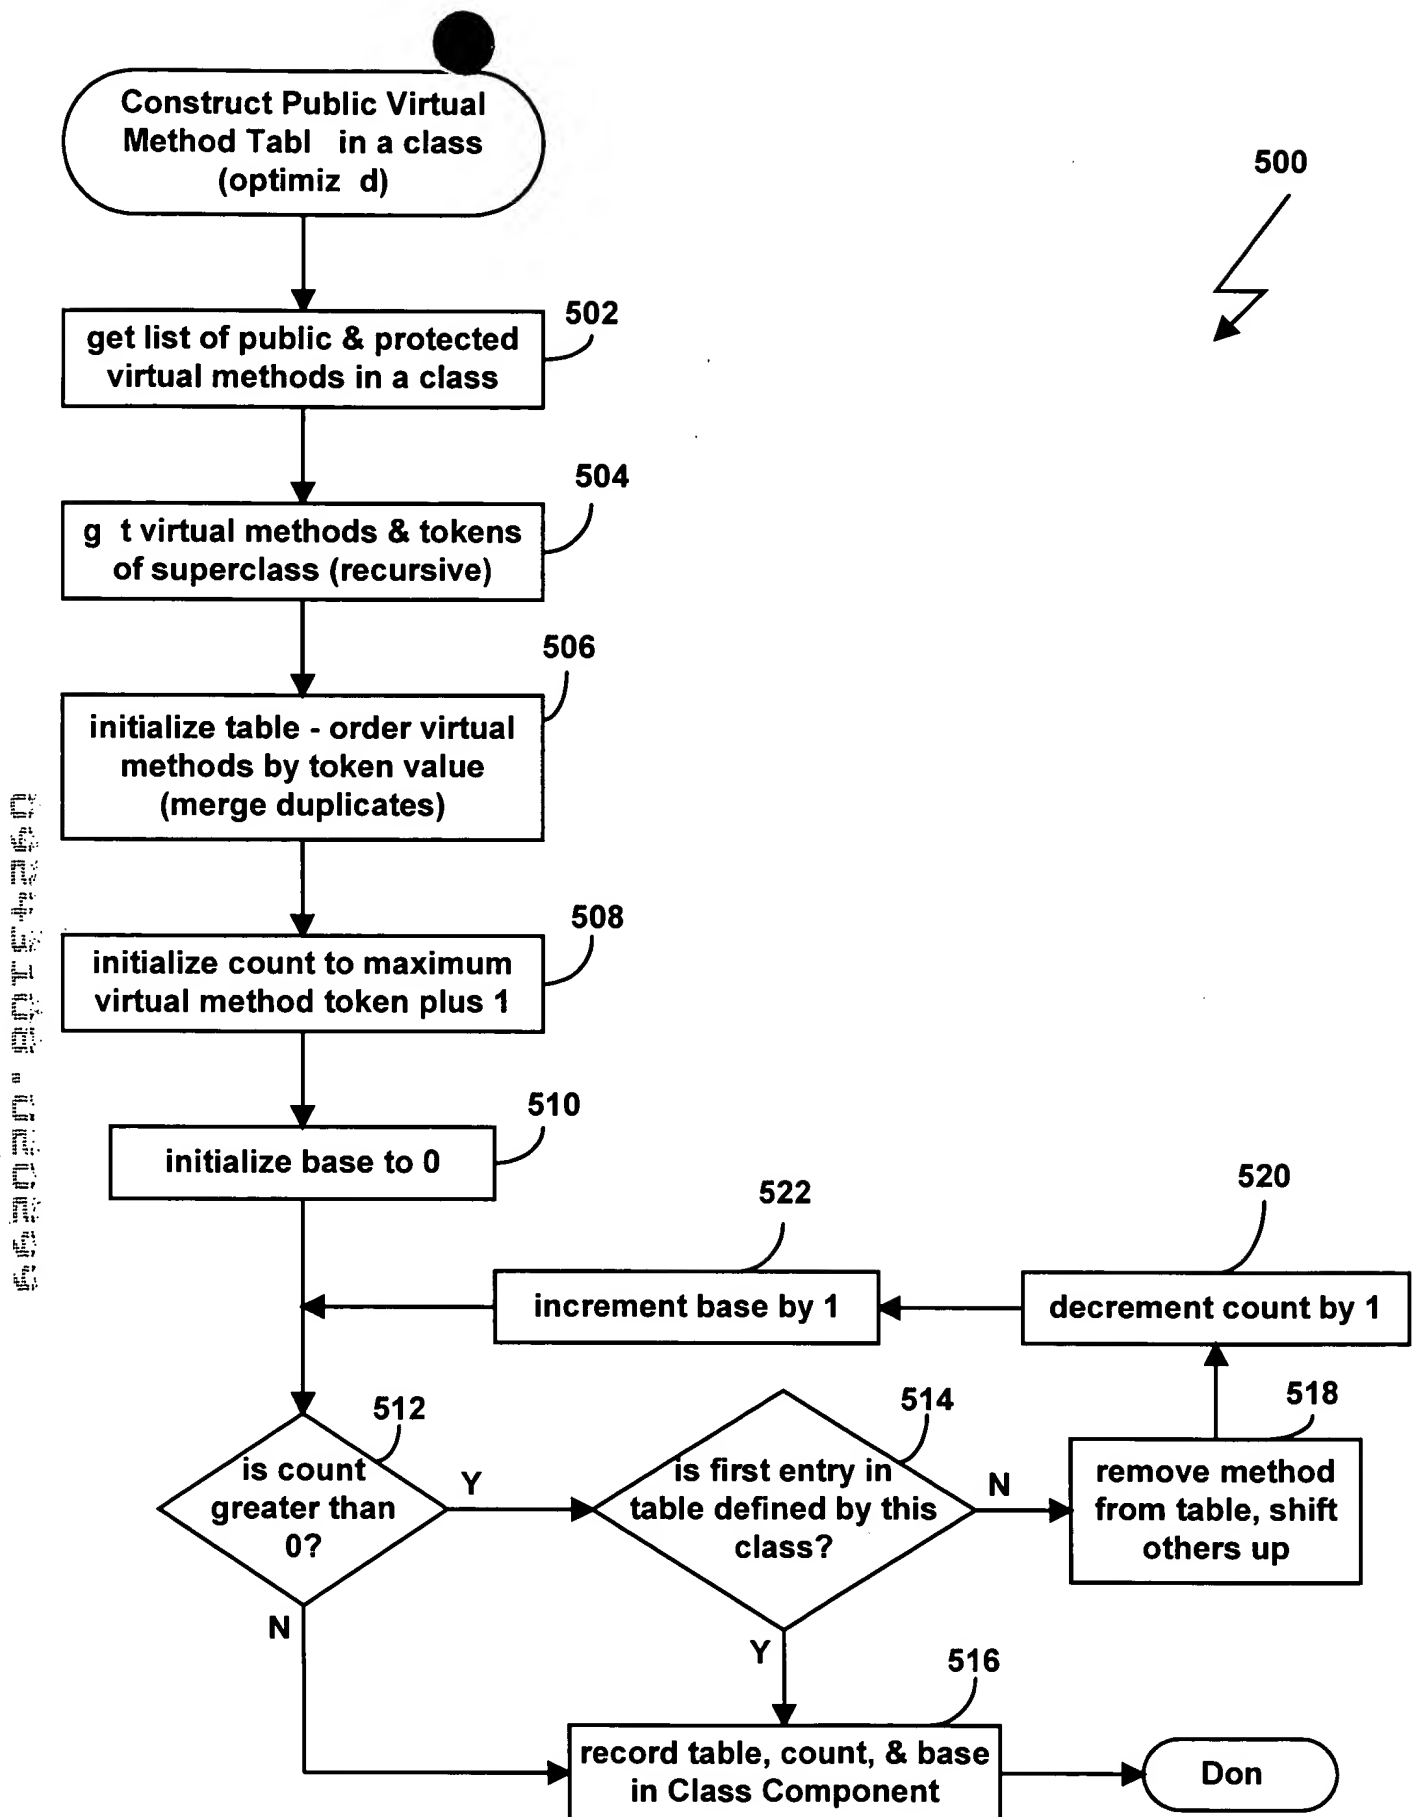 Construct Public Virtual
Method Tabl in a class
(optimiz d)
500
502
get list of public & protected
virtual methods in a class
504
g t virtual methods & tokens
of superclass (recursive)
506
initialize table - order virtual
methods by token value
(merge duplicates)
508
initialize count to maximum
virtual method token plus 1
510
initialize base to 0
522
520
increment base by 1
decrement count by 1
512
514
518
is count
greater than
0?
Y
is first entry in
table defined by this
class?
N
remove method
from table, shift
others up
N
Y
516
record table, count, & base
in Class Component
Don